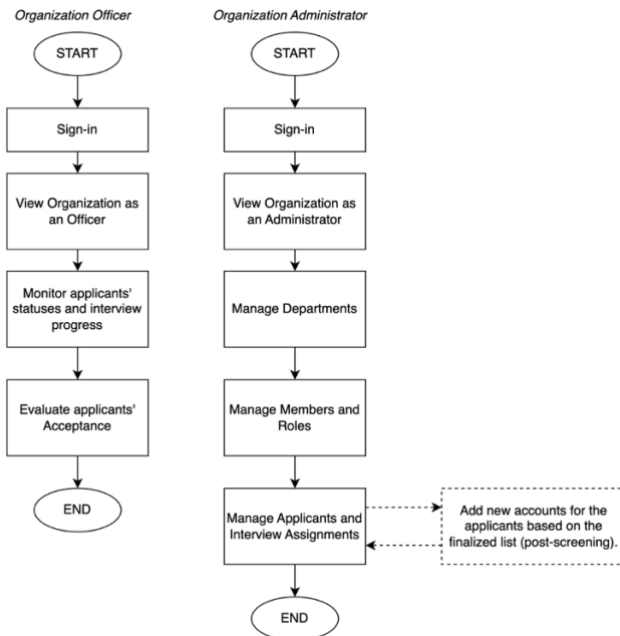 Organization Officer
START
Sign-in
View Organization as
an Officer
Monitor applicants'
statuses and interview
progress
Evaluate applicants'
Acceptance
END
Organization Administrator
START
Sign-in
View Organization as
an Administrator
Manage Departments
Manage Members and
Roles
Manage Applicants and
Interview Assignments
Add new accounts for the
applicants based on the
finalized list (post-screening).
END